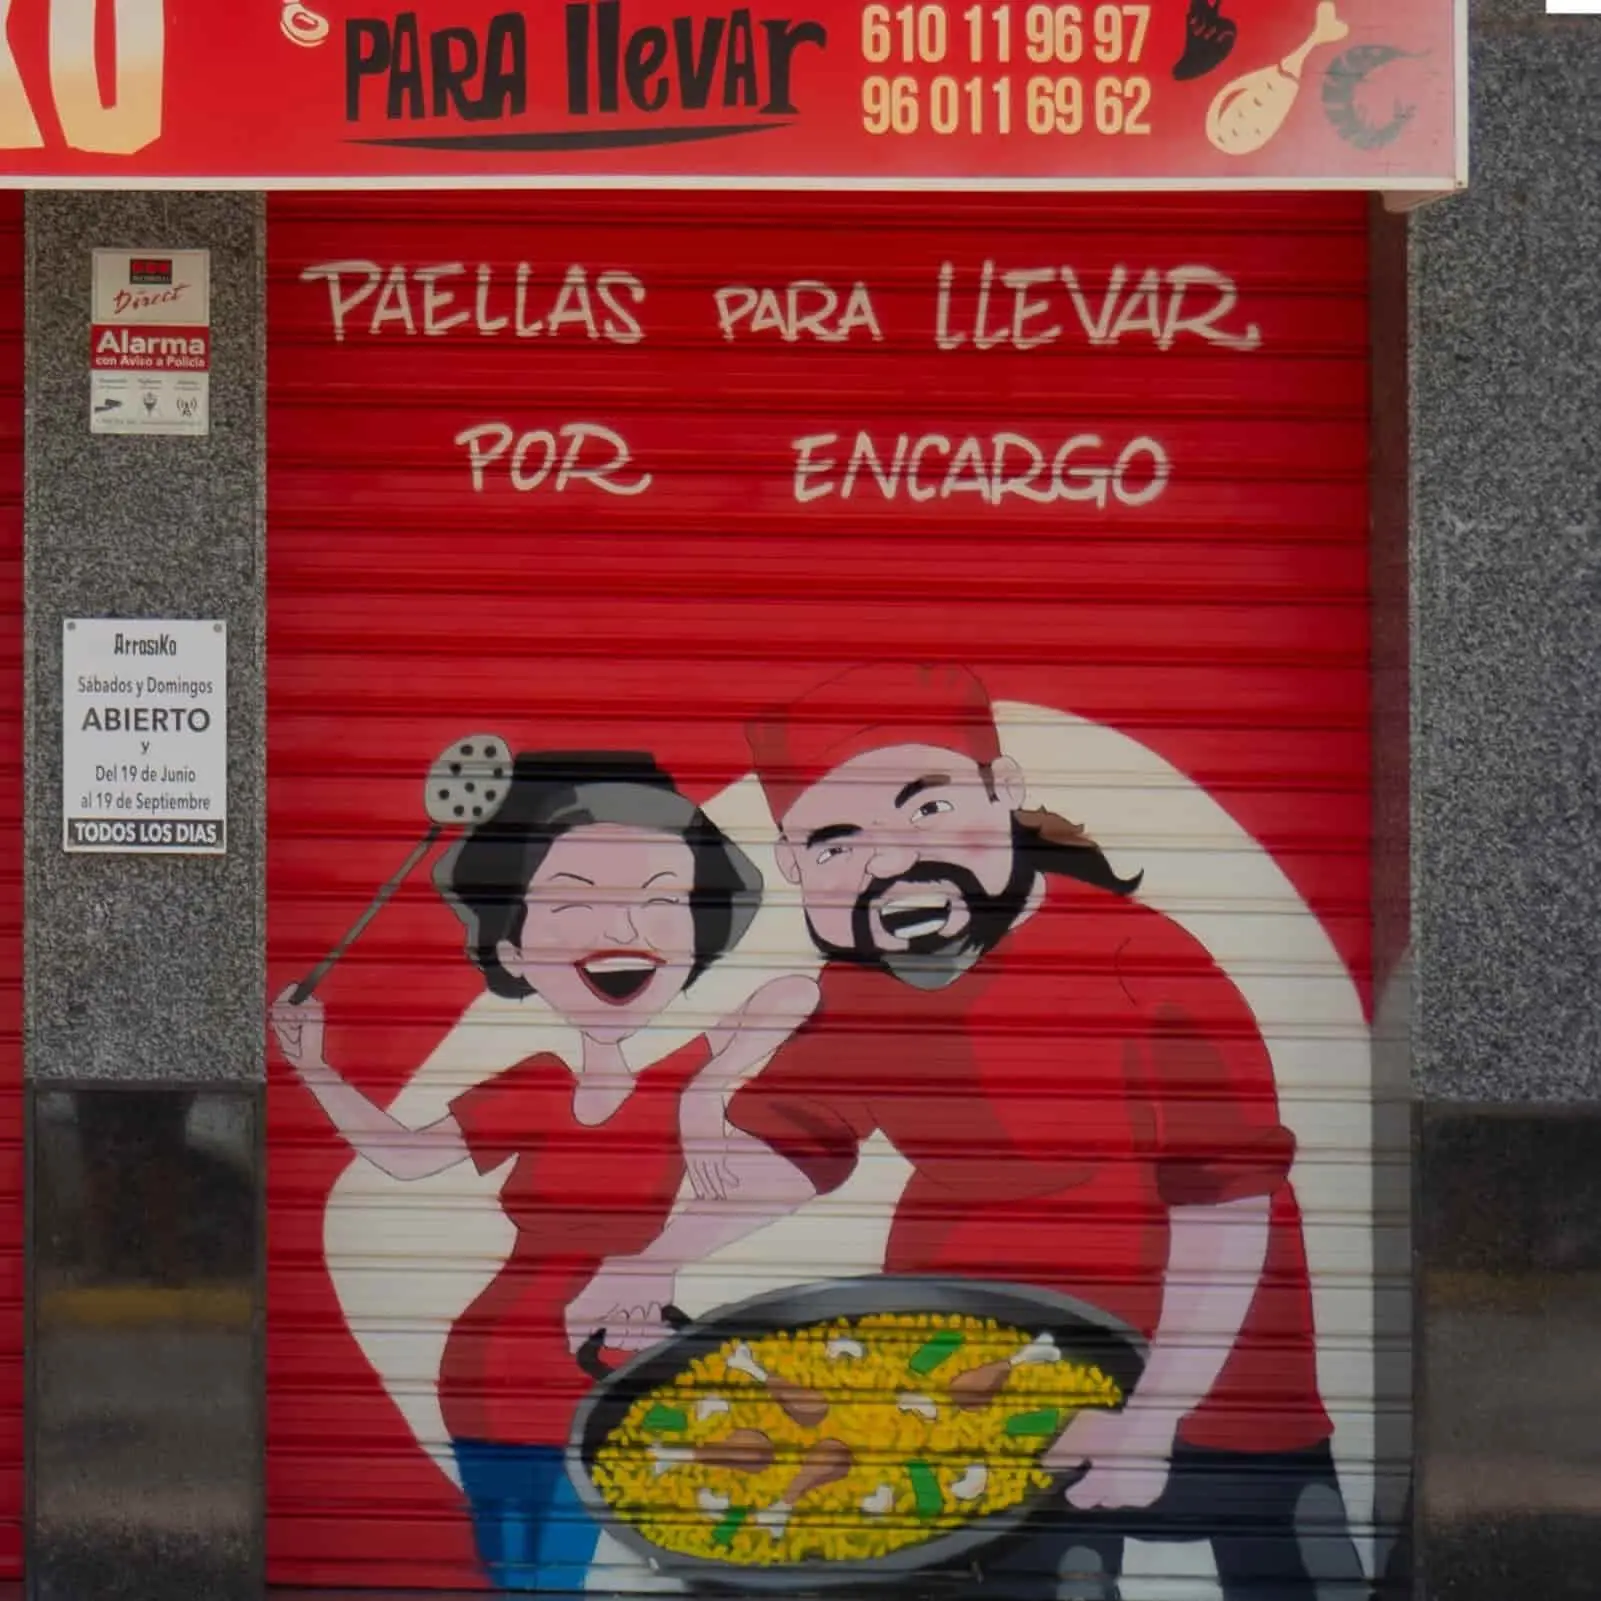 PARA llevar
610 11 96 97
96 011 69 62
PAELLAS PARA LLEVAR
POR ENCARGO
Direct
Alarma
con Aviso a Policía
ArrosiKo
Sábados y Domingos
ABIERTO
y
Del 19 de Junio
al 19 de Septiembre
TODOS LOS DIAS